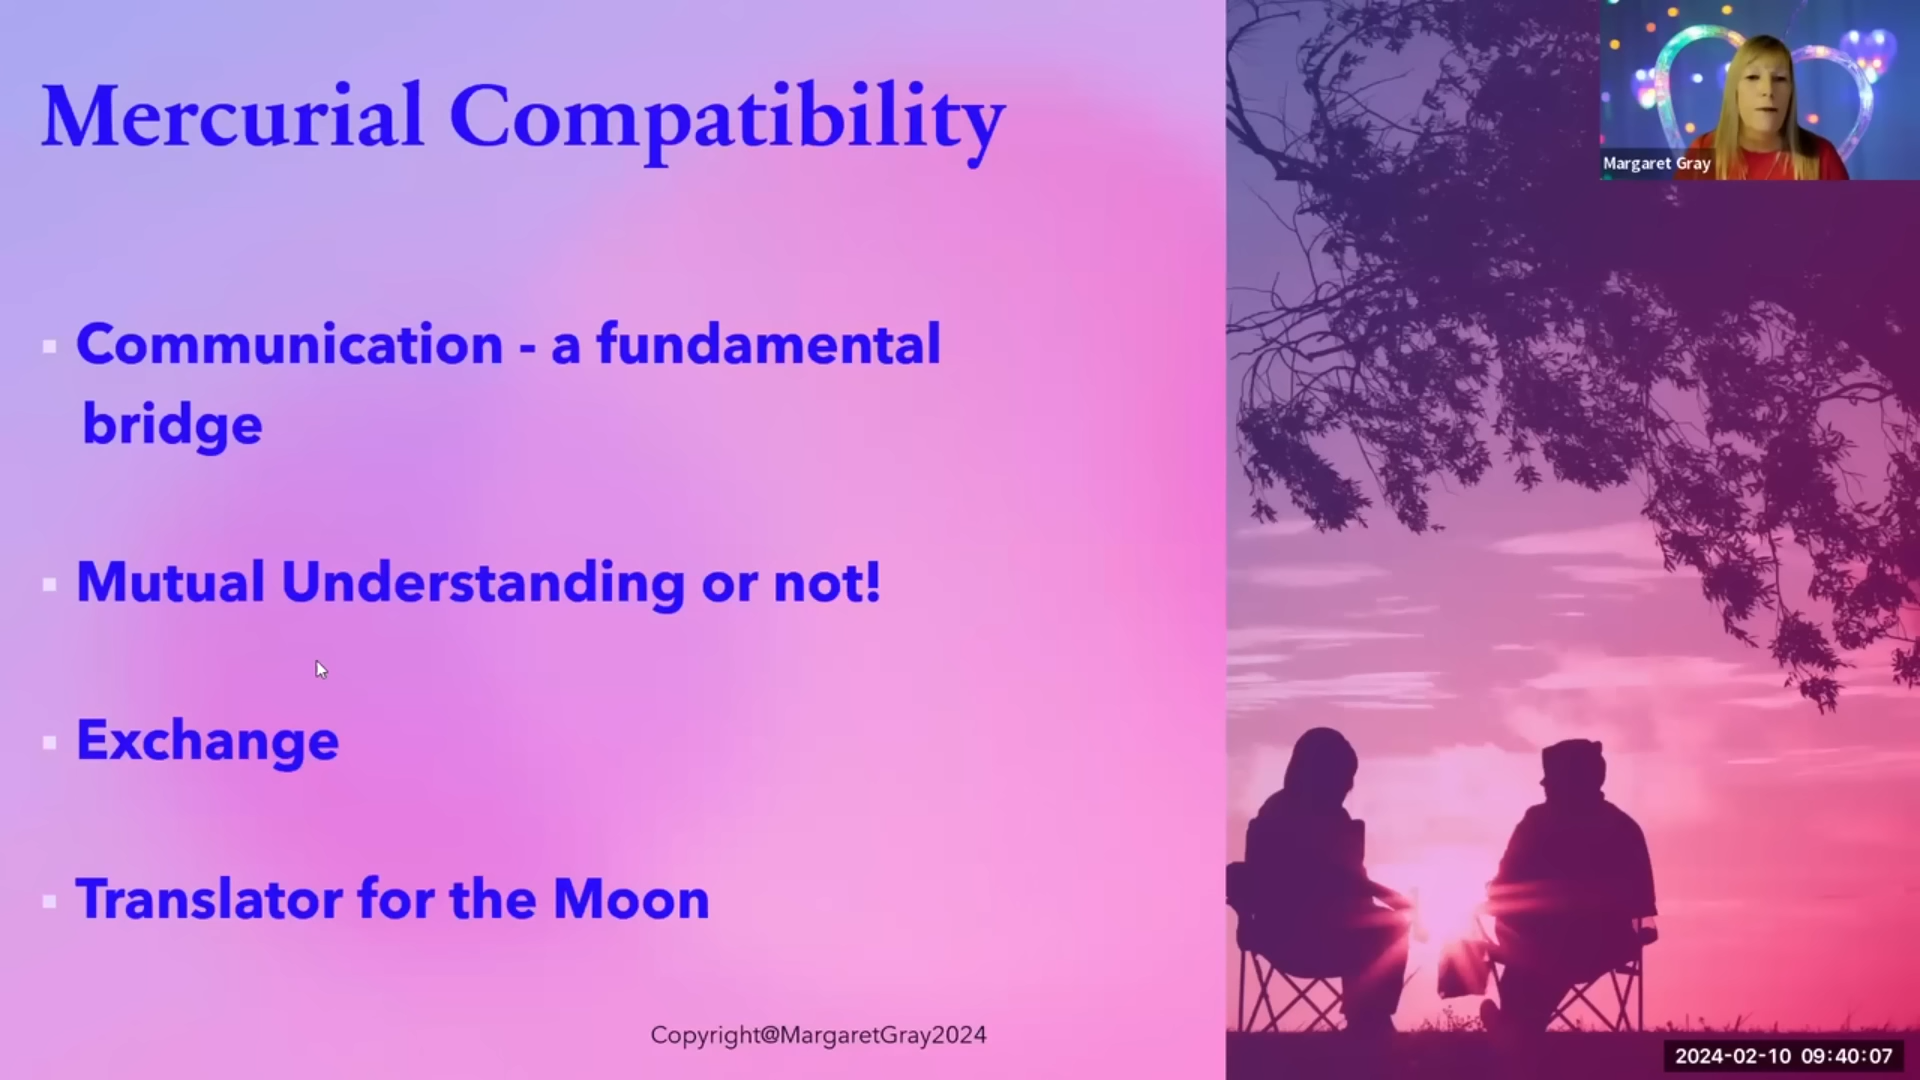 Mercurial Compatibility
Margaret Gray
Communication - a fundamental
bridge
Mutual Understanding or not!
Exchange
Translator for the Moon
Copyright@MargaretGray2024
2024-02-10 09:40:07